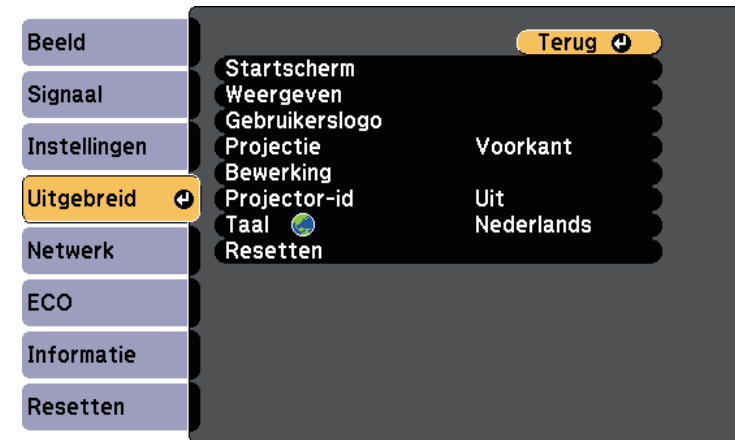 Beeld
Signaal
Instellingen
Uitgebreid
Netwerk
ECO
Informatie
Resetten
Terug
Startscherm
Weergeven
Gebruikerslogo
Projectie Voorkant
Bewerking
Projector-id Uit
Taal Nederlands
Resetten